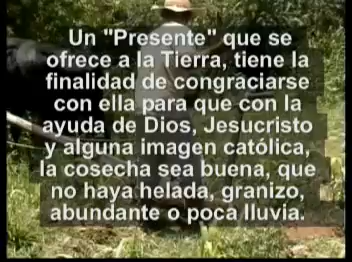 Un "Presente" que se
ofrece a la Tierra, tiene la
finalidad de congraciarse
con ella para que con la
ayuda de Dios, Jesucristo
y alguna imagen católica,
la cosecha sea buena, que
no haya helada, granizo,
abundante o poca lluvia.